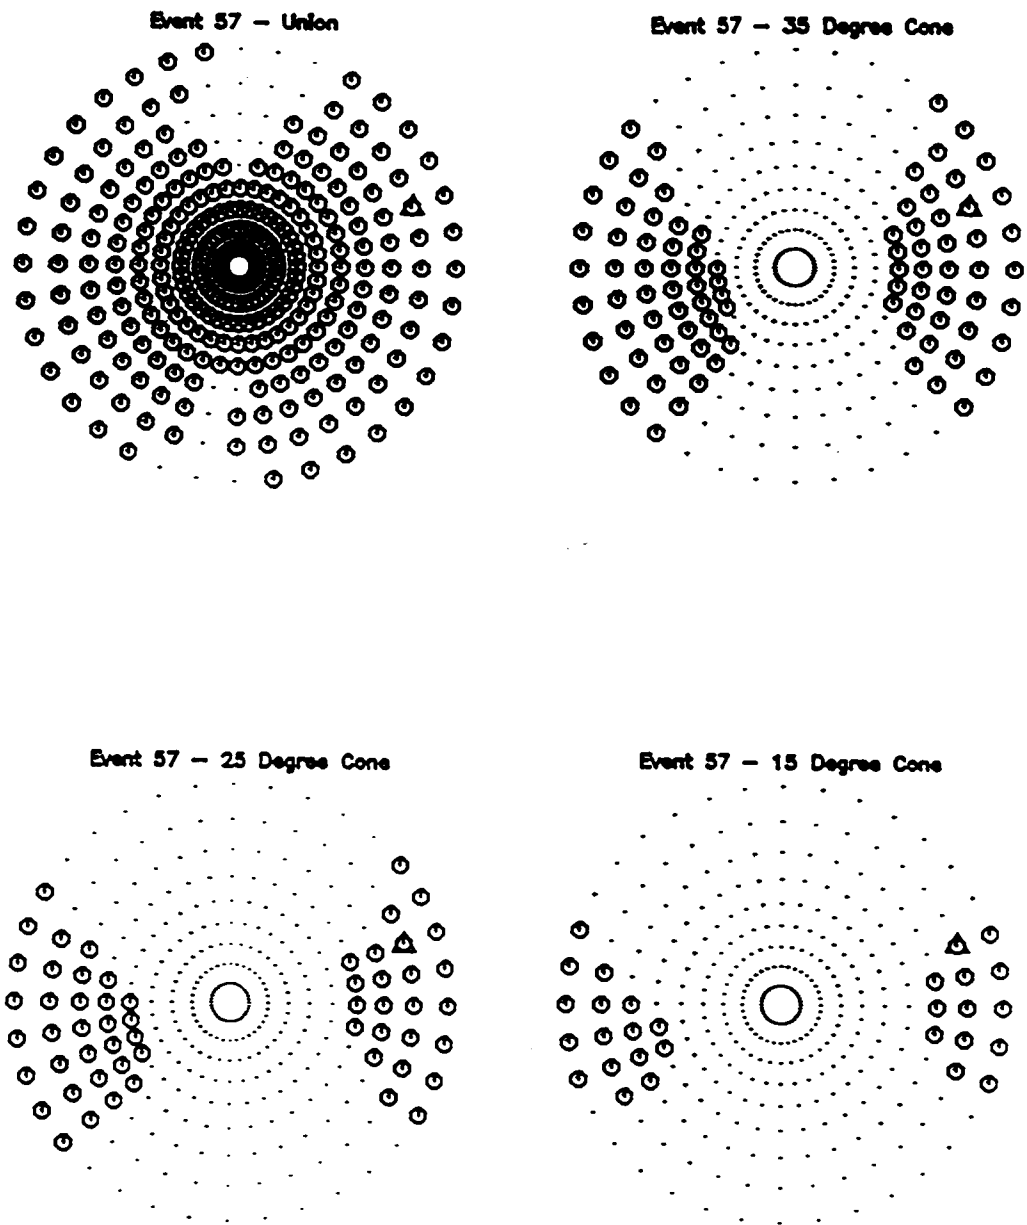 Event 57 - Union
Event 57 - 35 Degree Cone
Event 57 - 25 Degree Cone
Event 57 - 15 Degree Cone